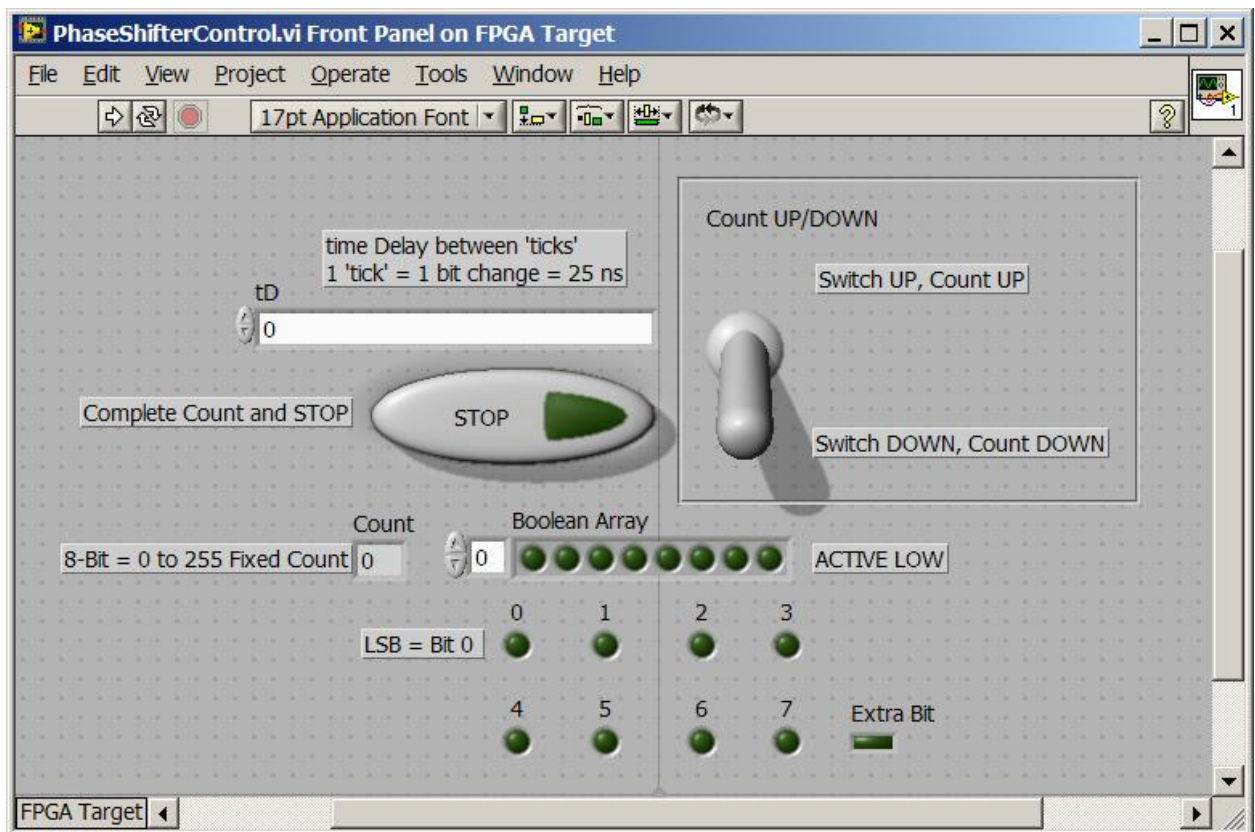 PhaseShifterControl.vi Front Panel on FPGA Target
File Edit View Project Operate Tools Window Help
17pt Application Font
?
1
time Delay between 'ticks'
1 'tick' = 1 bit change = 25 ns
tD
0
Complete Count and STOP
STOP
Count UP/DOWN
Switch UP, Count UP
Switch DOWN, Count DOWN
Count
Boolean Array
8-Bit = 0 to 255 Fixed Count
0
0
ACTIVE LOW
0 1 2 3
LSB = Bit 0
4 5 6 7
Extra Bit
FPGA Target